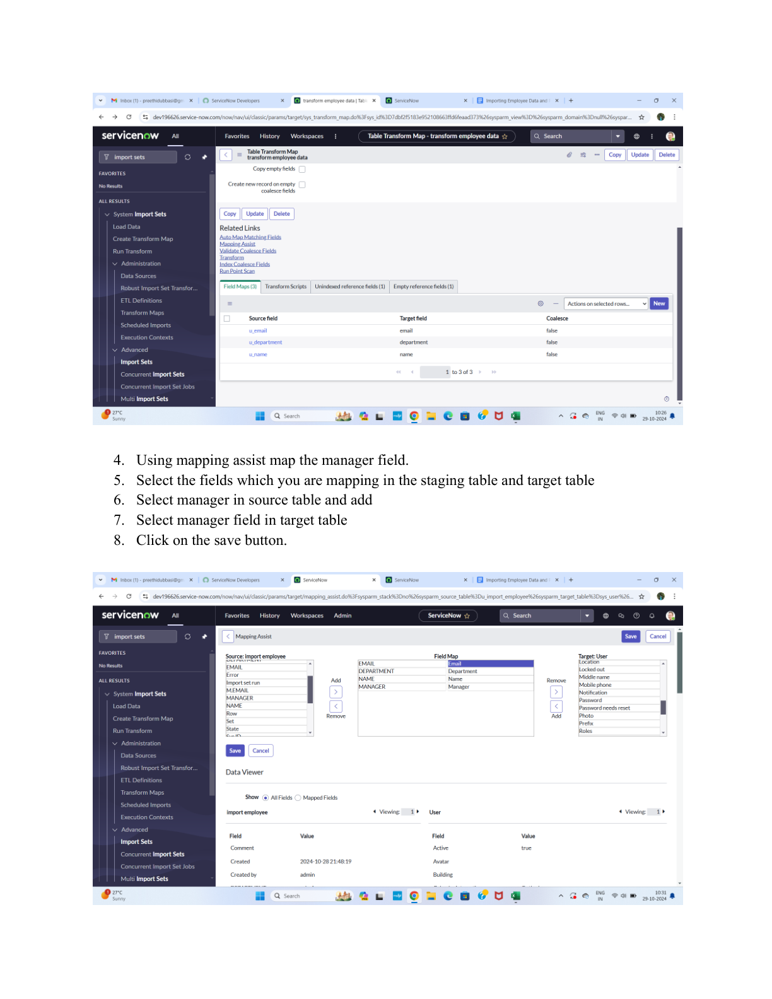 Inbox (1) - preethidubbasi@gm
ServiceNow Developers
transcribe employee data | Tabl
ServiceNow
Importing Employee Data and
dev196626.service-now.com/now/nav/ui/classic/params/target/sys_transform_map.do%3Fsys_id%3D7dbf2f5183e952108663ffd6feaad373%26sysparm_view%3D%26sysparm_domain%3Dnull%26syspar...
servicenow All Favorites History Workspaces Table Transform Map - transform employee data Search
import sets
Table Transform Map
transform employee data
Copy Update Delete
FAVORITES
No Results
ALL RESULTS
System Import Sets
Load Data
Create Transform Map
Run Transform
Administration
Data Sources
Robust Import Set Transfor...
ETL Definitions
Transform Maps
Scheduled Imports
Execution Contexts
Advanced
Import Sets
Concurrent Import Sets
Concurrent Import Set Jobs
Multi Import Sets
Copy empty fields
Create new record on empty
coalesce fields
Copy Update Delete
Related Links
Auto Map Matching Fields
Mapping Assist
Validate Coalesce Fields
Transform
Index Coalesce Fields
Run Point Scan
Field Maps (3) Transform Scripts Unindexed reference fields (1) Empty reference fields (1)
Actions on selected rows... New
Source field Target field Coalesce
u_email email false
u_department department false
u_name name false
1 to 3 of 3
27°C
Sunny
Search
ENG
IN
10:26
29-10-2024
4. Using mapping assist map the manager field.
5. Select the fields which you are mapping in the staging table and target table
6. Select manager in source table and add
7. Select manager field in target table
8. Click on the save button.
Inbox (1) - preethidubbasi@gm
ServiceNow Developers
ServiceNow
ServiceNow
Importing Employee Data and
dev196626.service-now.com/now/nav/ui/classic/params/target/mapping_assist.do%3Fsysparm_stack%3Dno%26sysparm_source_table%3Du_import_employee%26sysparm_target_table%3Dsys_user%26...
servicenow All Favorites History Workspaces Admin ServiceNow Search
import sets
Mapping Assist
Save Cancel
FAVORITES
No Results
ALL RESULTS
System Import Sets
Load Data
Create Transform Map
Run Transform
Administration
Data Sources
Robust Import Set Transfor...
ETL Definitions
Transform Maps
Scheduled Imports
Execution Contexts
Advanced
Import Sets
Concurrent Import Sets
Concurrent Import Set Jobs
Multi Import Sets
Source: import employee
DEPARTMENT
EMAIL
Error
Import set run
M.EMAIL
MANAGER
NAME
Row
Set
State
Sys ID
Add
Remove
Field Map
EMAIL Email
DEPARTMENT Department
NAME Name
MANAGER Manager
Remove
Add
Target: User
Location
Locked out
Middle name
Mobile phone
Notification
Password
Password needs reset
Photo
Prefix
Roles
Save Cancel
Data Viewer
Show All Fields Mapped Fields
import employee Viewing: 1 User Viewing: 1
Field Value Field Value
Comment Active true
Created 2024-10-28 21:48:19 Avatar
Created by admin Building
27°C
Sunny
Search
ENG
IN
10:31
29-10-2024